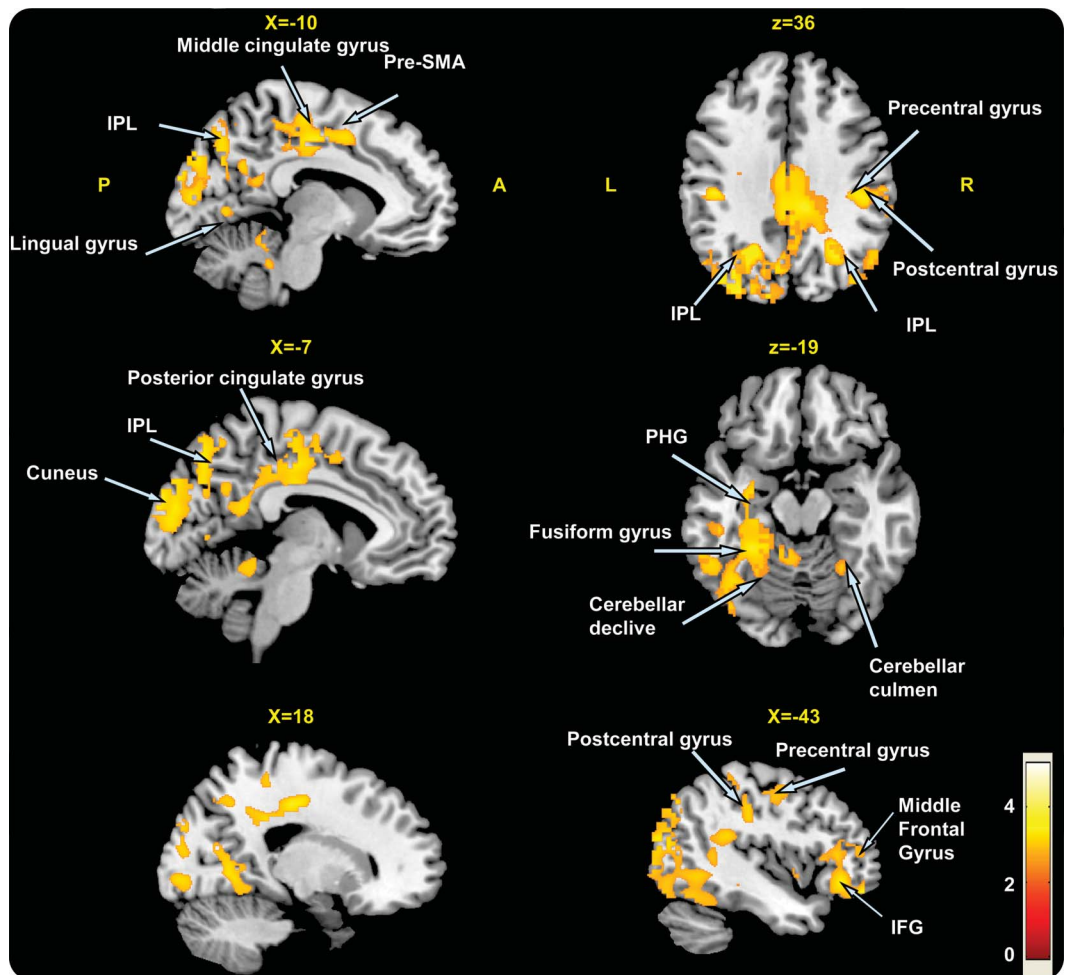 X=-10
Middle cingulate gyrus
Pre-SMA
IPL
P
A
Lingual gyrus
z=36
Precentral gyrus
L
R
Postcentral gyrus
IPL
IPL
X=-7
Posterior cingulate gyrus
IPL
Cuneus
z=-19
PHG
Fusiform gyrus
Cerebellar
declive
Cerebellar
culmen
X=18
X=-43
Postcentral gyrus
Precentral gyrus
Middle
Frontal
Gyrus
IFG
4
2
0